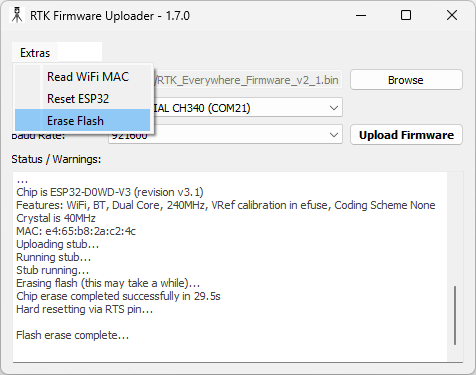 RTK Firmware Uploader - 1.7.0
Extras
Read WiFi MAC
Reset ESP32
Erase Flash
/RTK_Everywhere_Firmware_v2_1.bin
Browse
IAL CH340 (COM21)
Baud Rate:
921600
Upload Firmware
Status / Warnings:
...
Chip is ESP32-D0WD-V3 (revision v3.1)
Features: WiFi, BT, Dual Core, 240MHz, VRef calibration in efuse, Coding Scheme None
Crystal is 40MHz
MAC: e4:65:b8:2a:c2:4c
Uploading stub...
Running stub...
Stub running...
Erasing flash (this may take a while)...
Chip erase completed successfully in 29.5s
Hard resetting via RTS pin...
Flash erase complete...